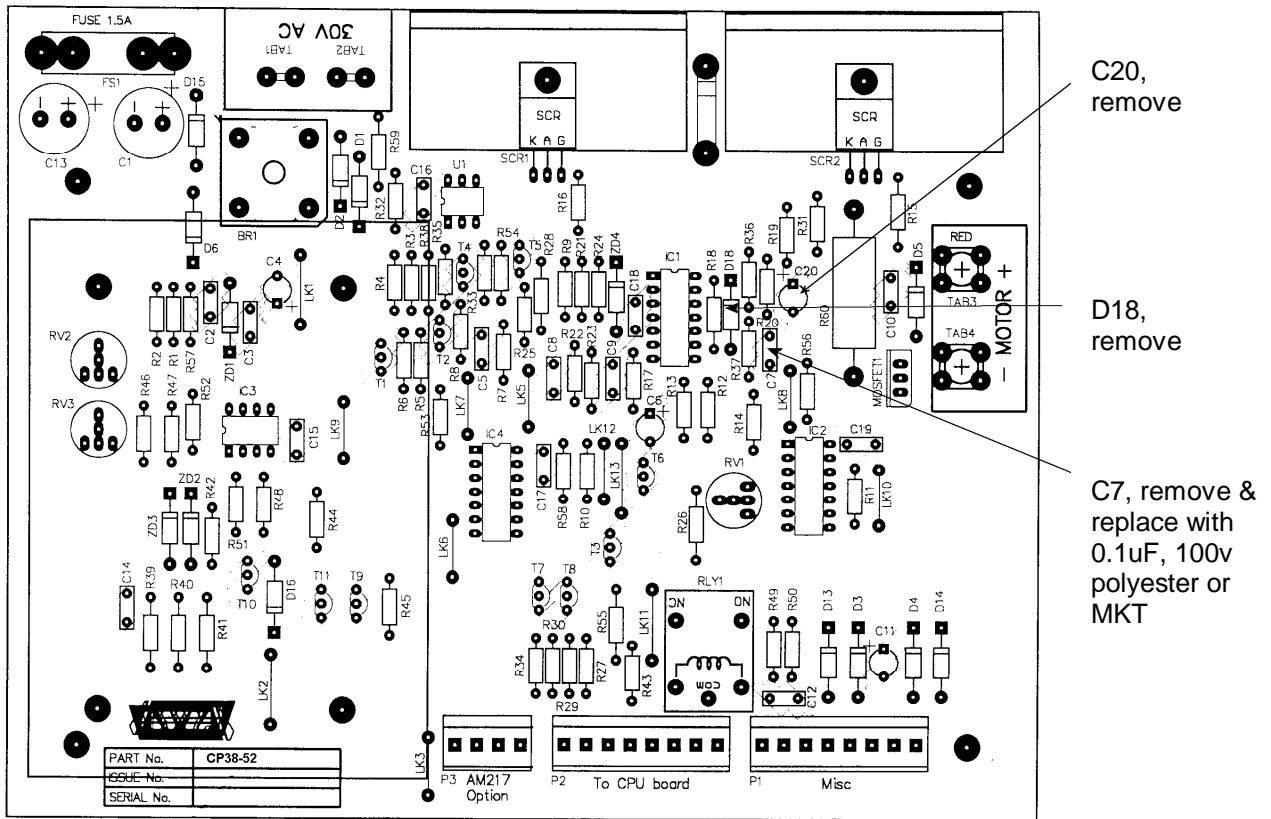 FUSE 1.5A
FS1
D15
C13
C1
30V AC
TAB1
TAB2
BR1
D6
D2
D1
R59
R32
C16
U1
SCR
K A G
SCR1
R16
SCR
K A G
SCR2
R15
R31
R19
R36
C20
R60
C10
D5
RED
TAB3
TAB4
MOTOR
+
-
MOSFET1
C20,
remove
D18,
remove
C7, remove &
replace with
0.1uF, 100v
polyester or
MKT
C4
LK1
R4
R3
R38
R35
T4
R33
R54
T5
R28
R9
R21
R24
ZD4
C18
IC1
R18
D18
R20
R37
C7
R56
LK8
RV2
R2
R1
R57
C2
ZD1
C3
T1
R6
R5
T2
R8
C5
R7
R25
LK5
LK7
R53
C8
R22
R23
C9
R17
C6
R13
R12
R14
RV3
R46
R47
R52
IC3
C15
LK9
IC4
C17
R58
R10
LK12
LK13
T6
RV1
IC2
C19
R11
LK10
R26
ZD3
ZD2
R42
R51
R48
R44
LK6
T3
C14
R39
R40
R41
T10
D16
T11
T9
R45
LK2
T7
T8
R55
LK11
R34
R30
R29
R27
R43
RLY1
NC
NO
COM
R49
R50
C12
D13
D3
C11
D4
D14
LK3
P3
AM217
Option
P2
To CPU board
P1
Misc
PART No. CP38-52
ISSUE No.
SERIAL No.